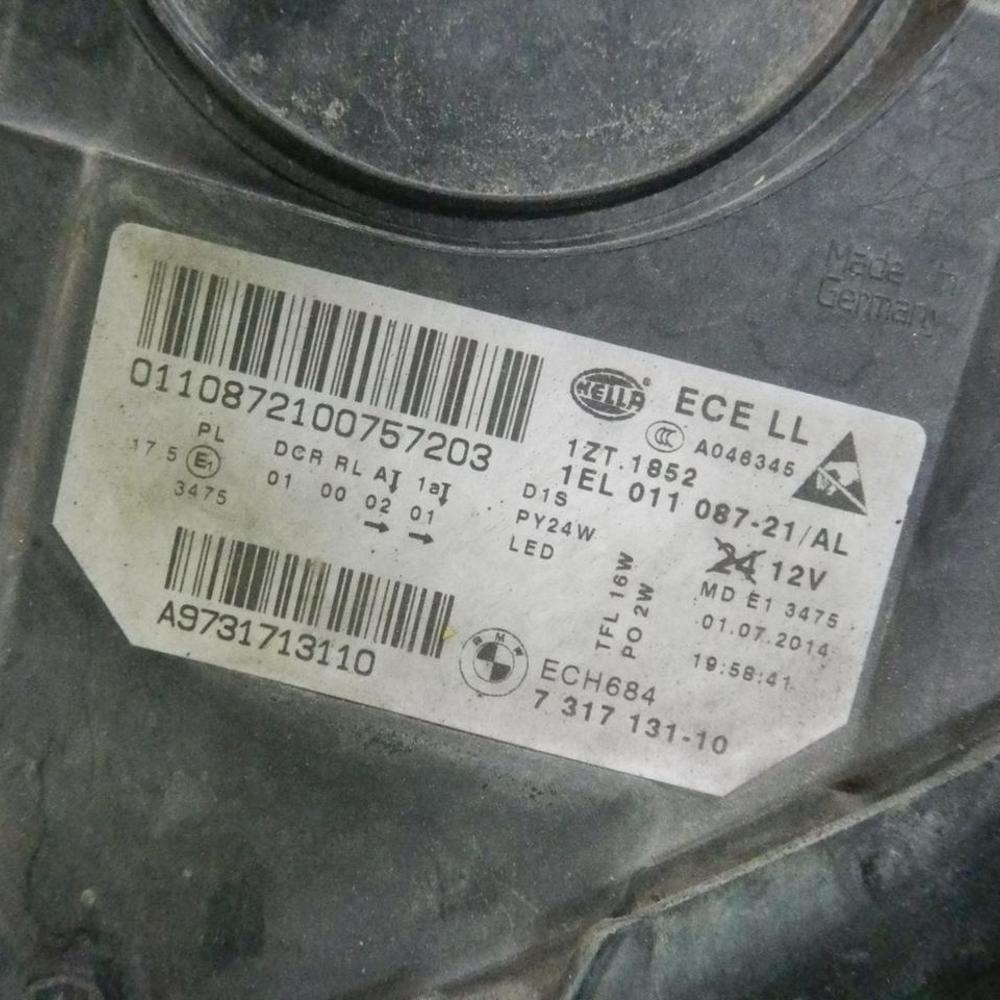 Made in
Germany
0110872100757203
HELLA®
ECE LL
CCC A046345
1ZT.1852
1EL 011 087-21/AL
PL
17.5 E1
3475
DCR RL A 1a
01 00 02 01
→ →
D1S
PY24W
LED
TFL 16W
PO 2W
24 12V
MD E1 3475
01.07.2014
19:58:41
A9731713110
BMW
ECH684
7 317 131-10